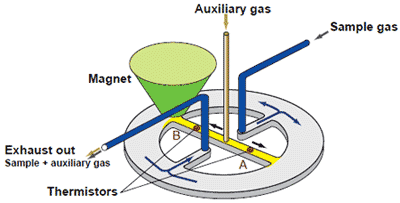 Auxiliary gas
Sample gas
Magnet
B
A
Exhaust out
Sample + auxiliary gas
Thermistors